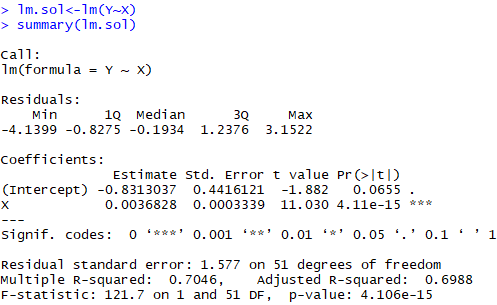 > lm.sol<-lm(Y~X)
> summary(lm.sol)
Call:
lm(formula = Y ~ X)
Residuals:
    Min      1Q  Median      3Q     Max
-4.1399 -0.8275 -0.1934  1.2376  3.1522
Coefficients:
              Estimate Std. Error t value Pr(>|t|)
(Intercept) -0.8313037  0.4416121  -1.882   0.0655 .
X            0.0036828  0.0003339  11.030 4.11e-15 ***
---
Signif. codes:  0 ‘***’ 0.001 ‘**’ 0.01 ‘*’ 0.05 ‘.’ 0.1 ‘ ’ 1
Residual standard error: 1.577 on 51 degrees of freedom
Multiple R-squared:  0.7046,    Adjusted R-squared:  0.6988
F-statistic: 121.7 on 1 and 51 DF,  p-value: 4.106e-15